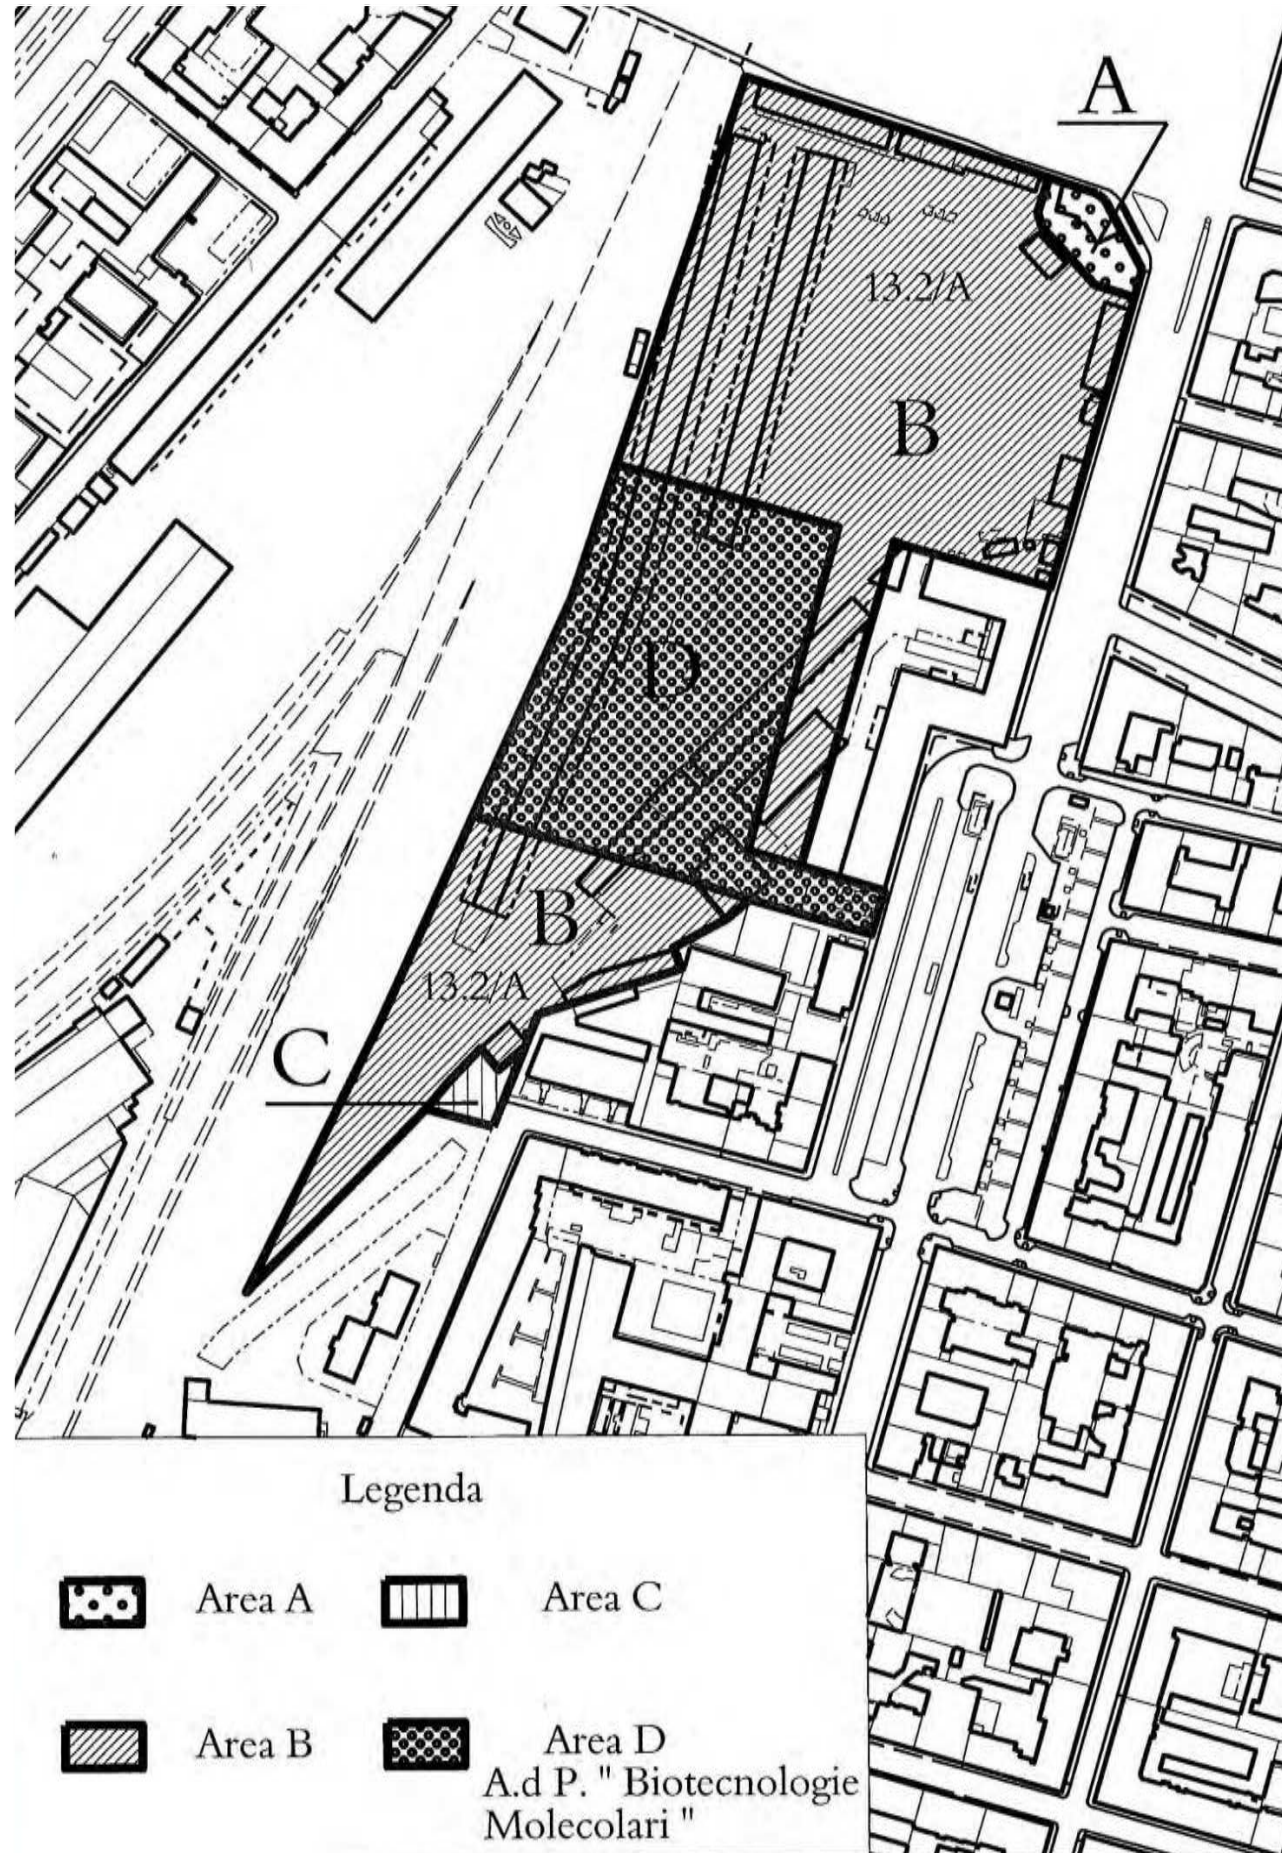 A
13.2/A
B
D
B
13.2/A
C
Legenda
Area A
Area C
Area B
Area D
A.d P. " Biotecnologie
Molecolari "